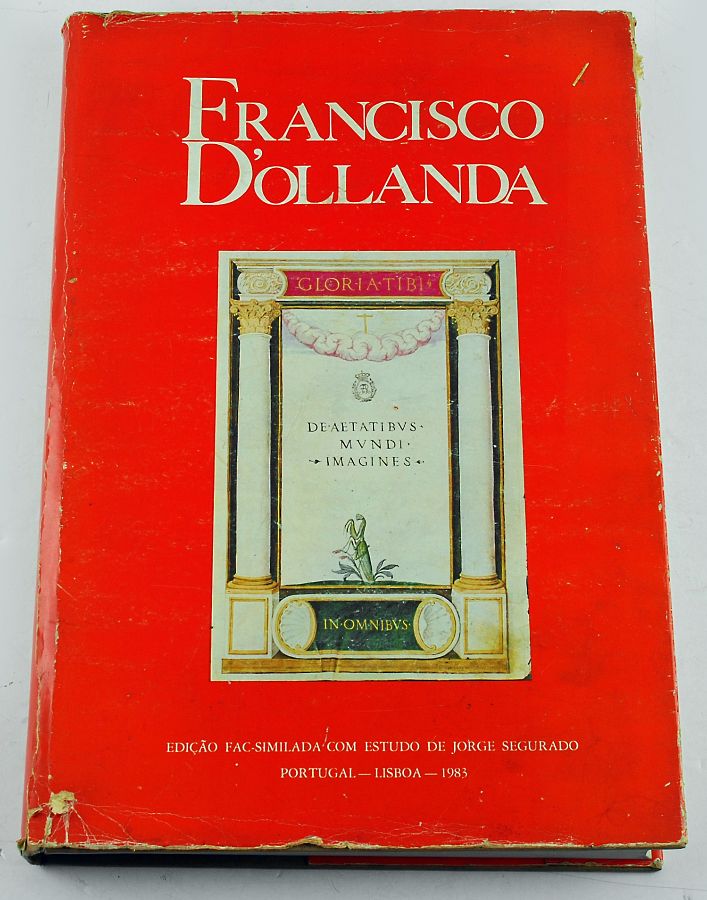 FRANCISCO
D'OLLANDA
GLORIA·TIBI
DE·AETATIBVS·
MVNDI·
IMAGINES
IN·OMNIBVS·
EDIÇÃO FAC-SIMILADA COM ESTUDO DE JORGE SEGURADO
PORTUGAL — LISBOA — 1983